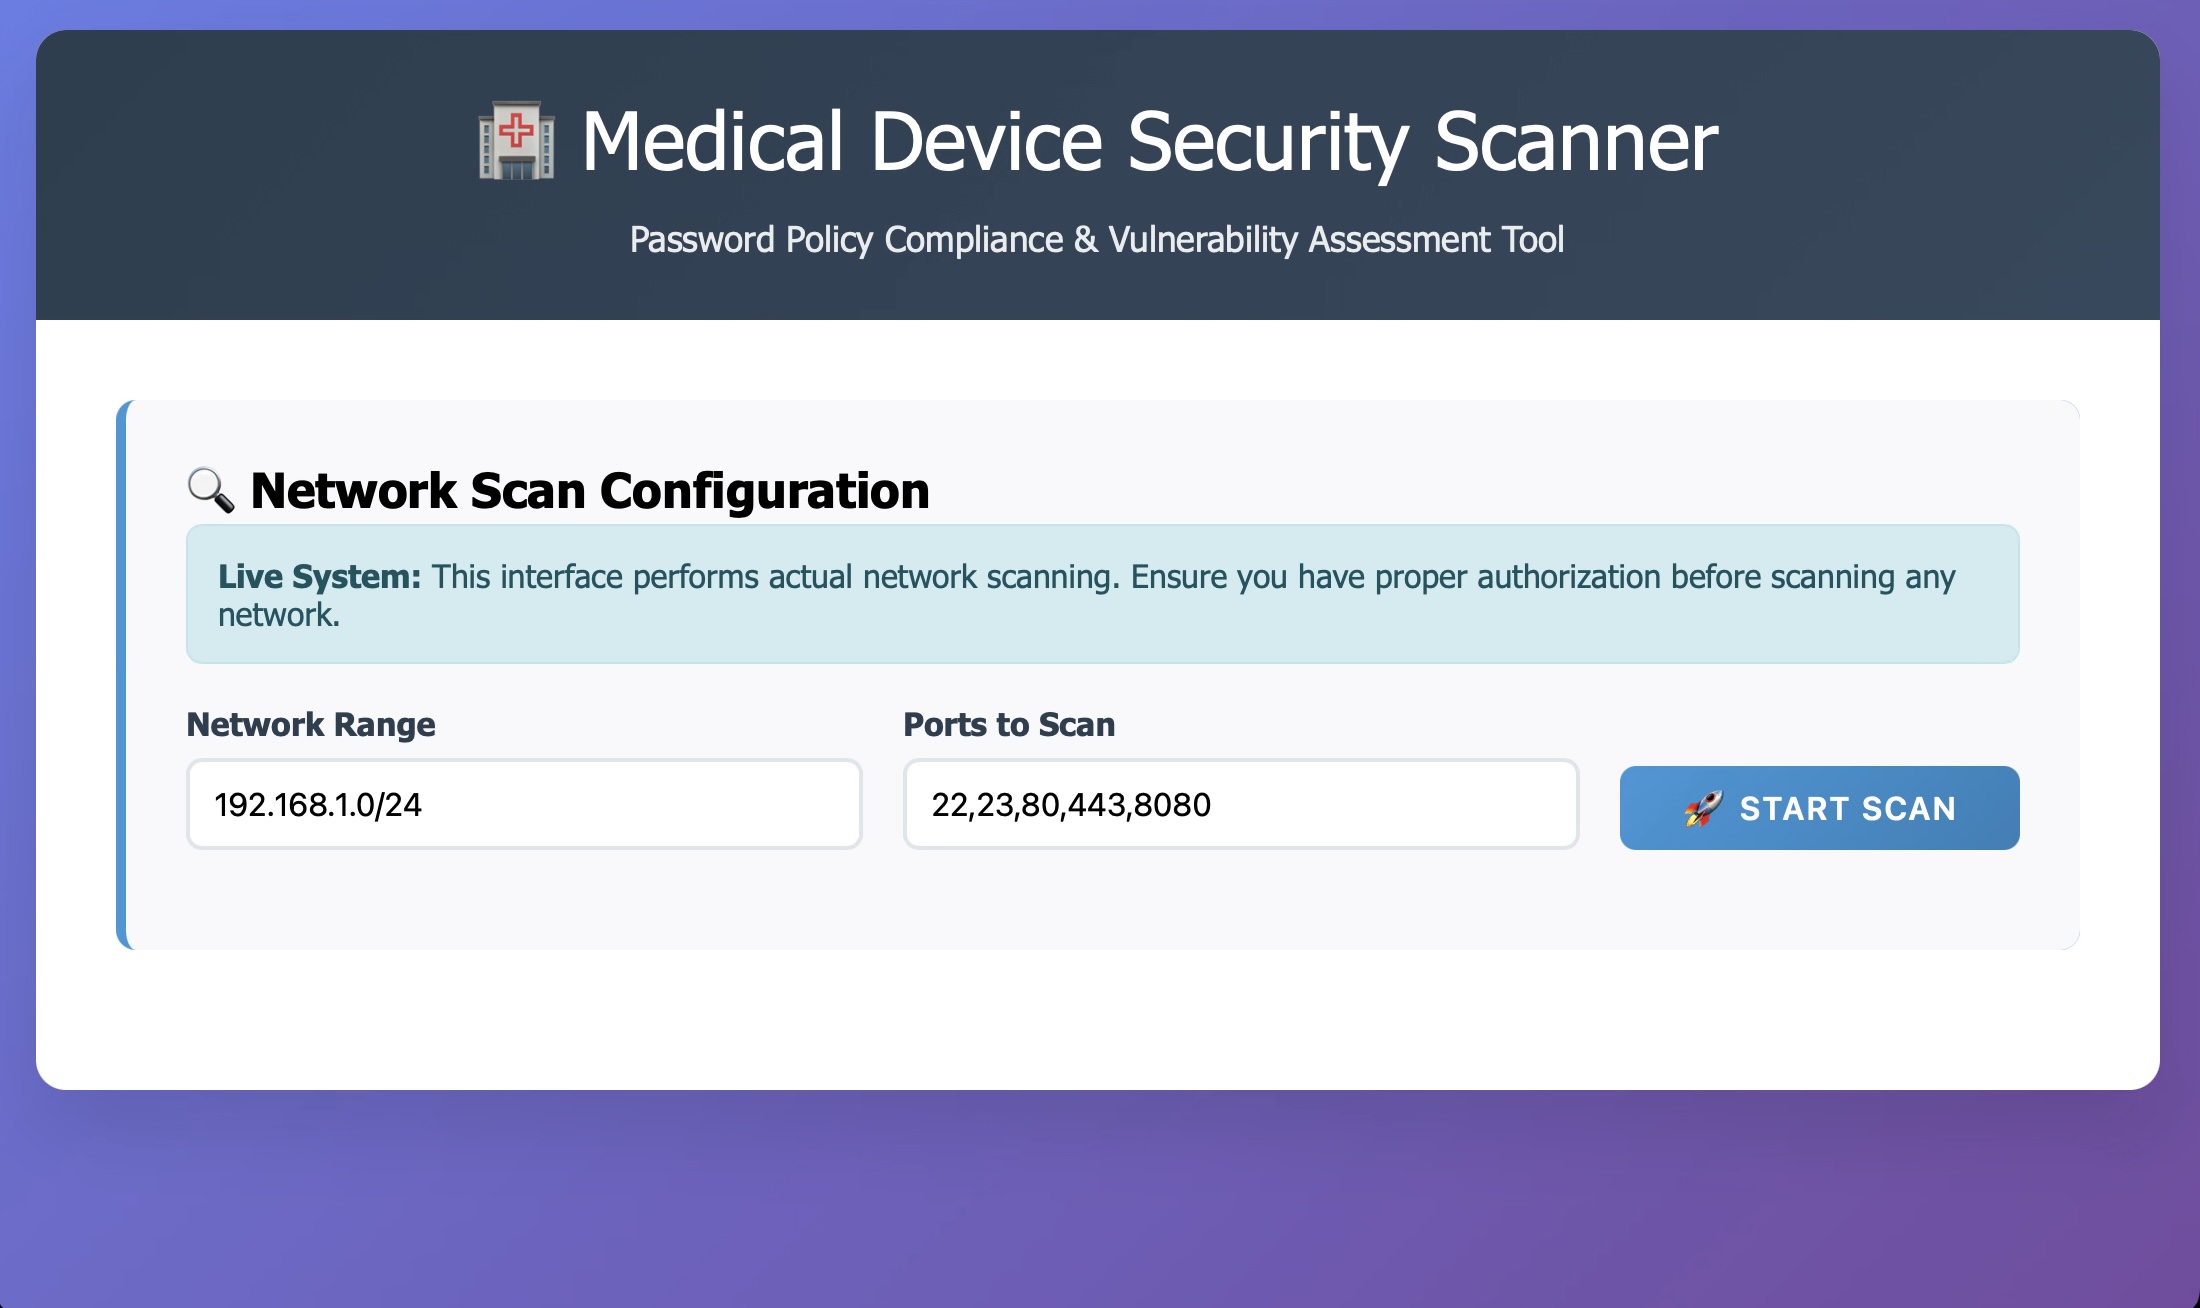 Medical Device Security Scanner
Password Policy Compliance & Vulnerability Assessment Tool
Network Scan Configuration
Live System: This interface performs actual network scanning. Ensure you have proper authorization before scanning any
network.
Network Range
Ports to Scan
192.168.1.0/24
22,23,80,443,8080
START SCAN